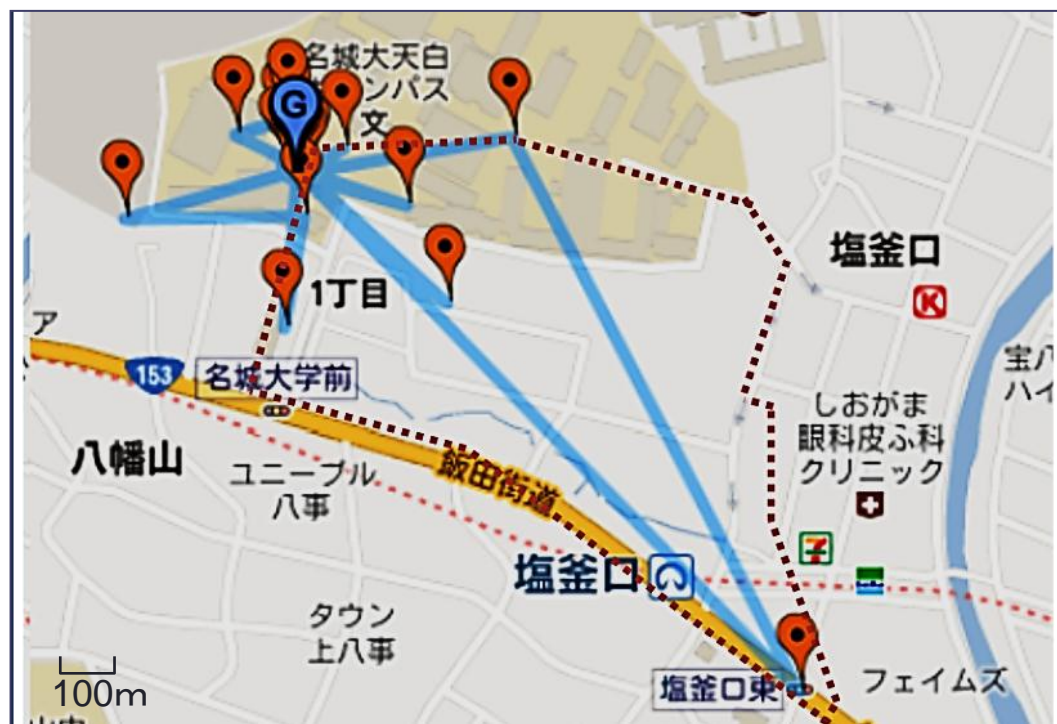 名城大天白
キャンパス
文
G
塩釜口
K
1丁目
ア
153
名城大学前
宝八
ハイ
しおがま
眼科皮ふ科
クリニック
八幡山
ユニーブル
八事
飯田街道
7
塩釜口
タウン
上八事
塩釜口東
フェイムズ
100m